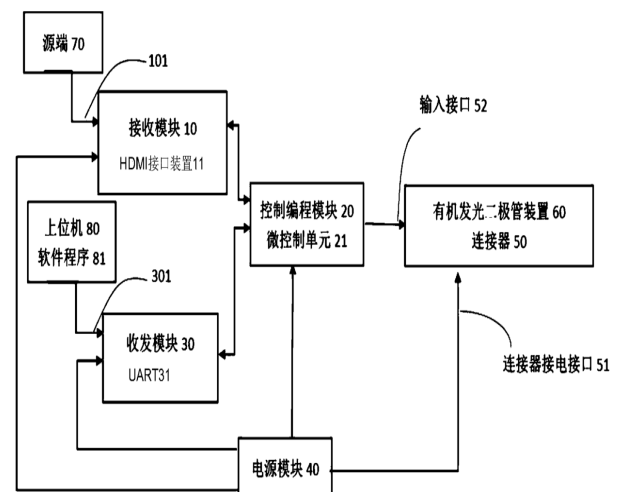 源端 70
101
接收模块 10
HDMI接口装置11
输入接口 52
上位机 80
软件程序 81
控制编程模块 20
微控制单元 21
有机发光二极管装置 60
连接器 50
301
收发模块 30
UART31
连接器接电接口 51
电源模块 40